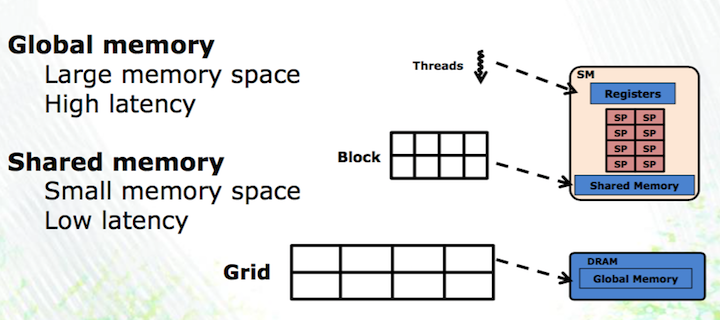 Global memory
Large memory space
High latency
Shared memory
Small memory space
Low latency
Threads
Block
Grid
SM
Registers
SP SP
SP SP
SP SP
SP SP
Shared Memory
DRAM
Global Memory